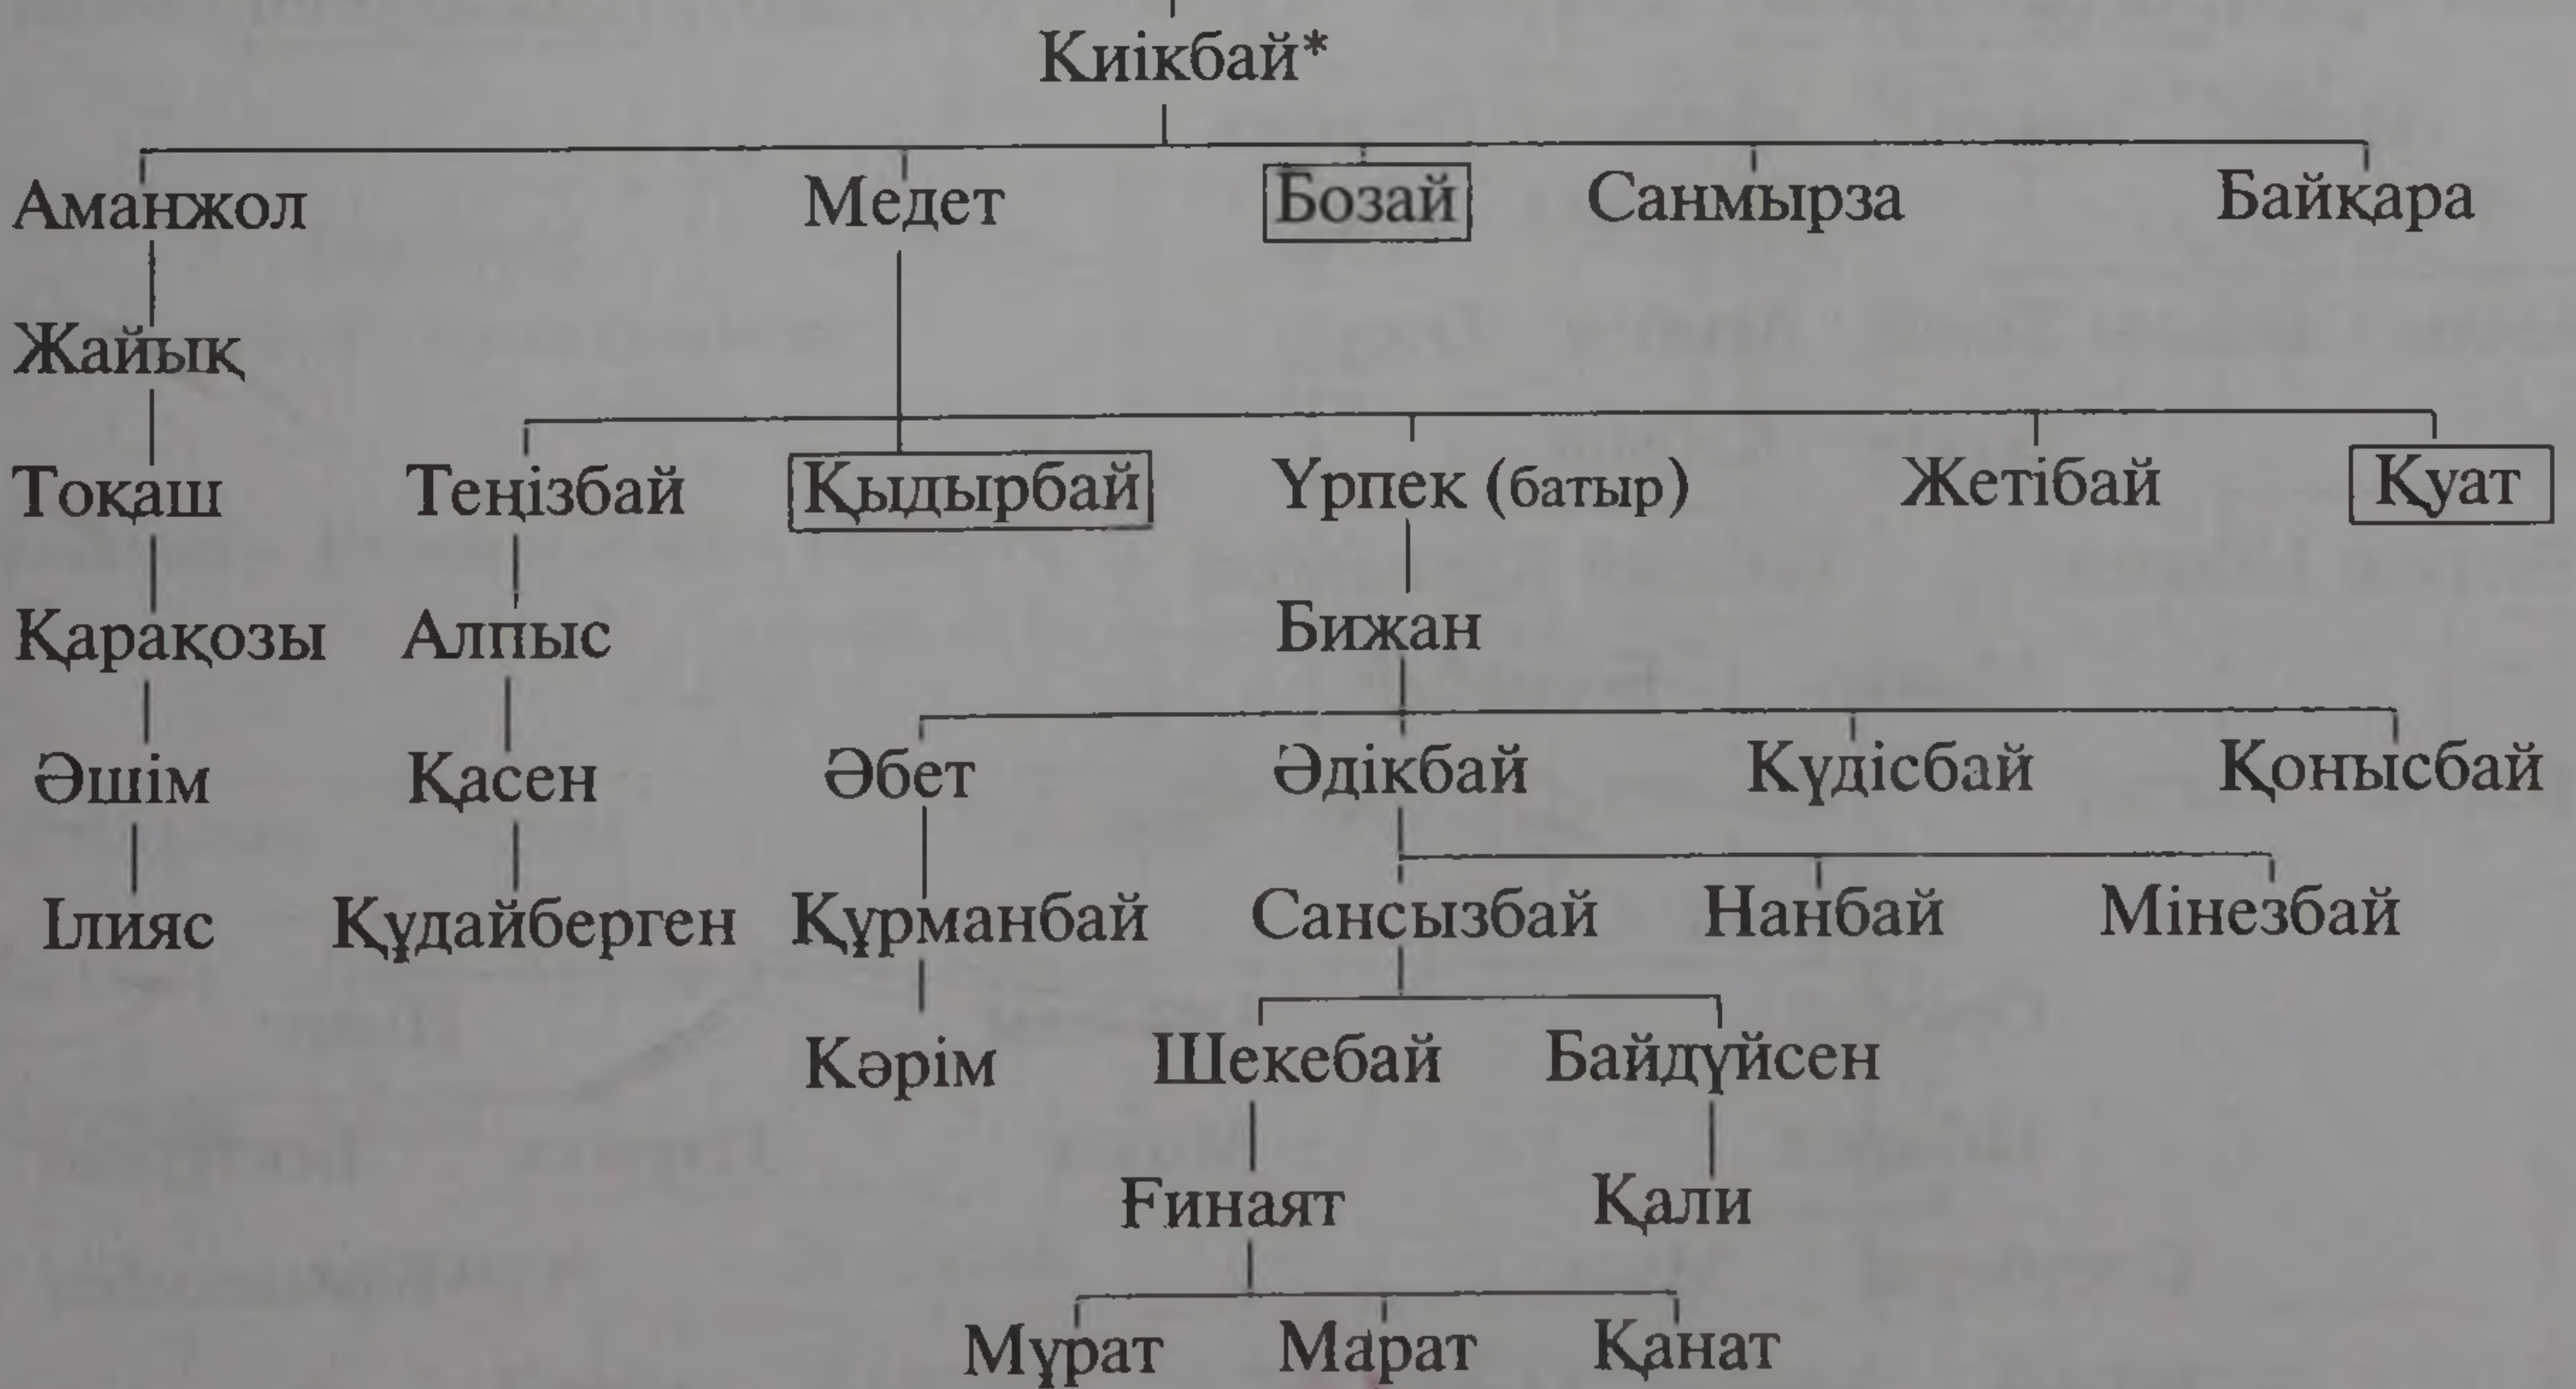 Киікбай*
Аманжол Медет Бозай Санмырза Байқара
Жайық
Тоқаш Теңізбай Қыдырбай Үрпек (батыр) Жетібай Қуат
Қарақозы Алпыс Бижан
Әшім Қасен Әбет Әдікбай Күдісбай Қонысбай
Ілияс Құдайберген Құрманбай Сансызбай Нанбай Мінезбай
Кәрім Шекебай Байдүйсен
Ғинаят Қали
Мұрат Марат Қанат